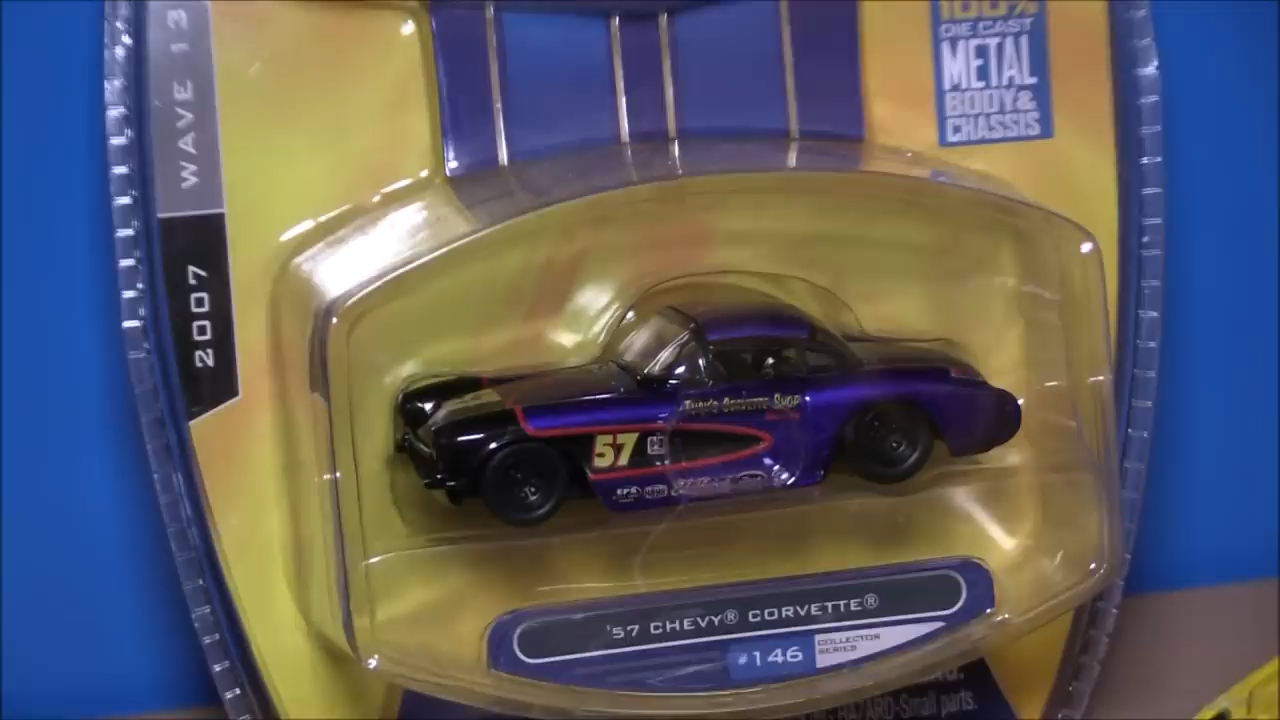 WAVE 13
2007
100%
DIE CAST
METAL
BODY &
CHASSIS
57
EPS
'57 CHEVY® CORVETTE®
#146
COLLECTOR
SERIES
HAZARD-Small parts.